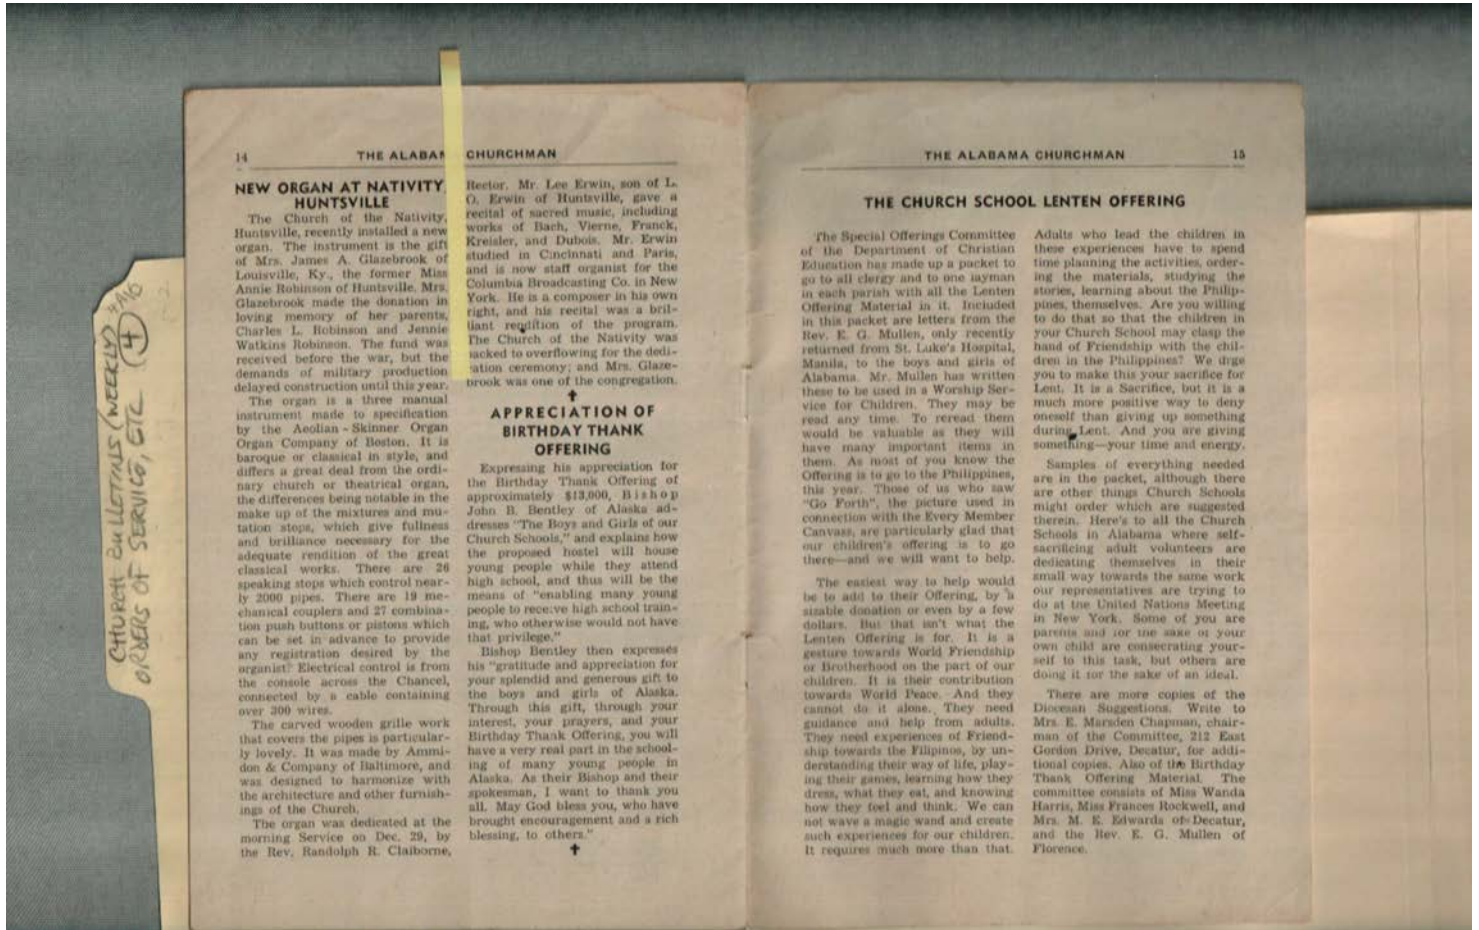 CHURCH BULLETINS (WEEKLY)
ORDERS OF SERVICE, ETC (4)
14
THE ALABAM CHURCHMAN
NEW ORGAN AT NATIVITY
HUNTSVILLE
The Church of the Nativity,
Huntsville, recently installed a new
organ. The instrument is the gift
of Mrs. James A. Glazebrook of
Louisville, Ky., the former Miss
Annie Robinson of Huntsville. Mrs.
Glazebrook made the donation in
loving memory of her parents,
Charles L. Robinson and Jennie
Watkins Robinson. The fund was
received before the war, but the
demands of military production
delayed construction until this year.
The organ is a three manual
instrument made to specification
by the Aeolian-Skinner Organ
Organ Company of Boston. It is
baroque or classical in style, and
differs a great deal from the ordi-
nary church or theatrical organ,
the differences being notable in the
make up of the mixtures and mu-
tation stops, which give fullness
and brilliance necessary for the
adequate rendition of the great
classical works. There are 26
speaking stops which control near-
ly 2000 pipes. There are 19 me-
chanical couplers and 27 combina-
tion push buttons or pistons which
can be set in advance to provide
any registration desired by the
organist. Electrical control is from
the console across the Chancel,
connected by a cable containing
over 300 wires.
The carved wooden grille work
that covers the pipes is particular-
ly lovely. It was made by Ammi-
don & Company of Baltimore, and
was designed to harmonize with
the architecture and other furnish-
ings of the Church.
The organ was dedicated at the
morning Service on Dec. 29, by
the Rev. Randolph R. Claiborne,
Rector. Mr. Lee Erwin, son of L.
O. Erwin of Huntsville, gave a
recital of sacred music, including
works of Bach, Vierne, Franck,
Kreisler, and Dubois. Mr. Erwin
studied in Cincinnati and Paris,
and is now staff organist for the
Columbia Broadcasting Co. in New
York. He is a composer in his own
right, and his recital was a bril-
liant rendition of the program.
The Church of the Nativity was
packed to overflowing for the dedi-
cation ceremony; and Mrs. Glaze-
brook was one of the congregation.
APPRECIATION OF
BIRTHDAY THANK
OFFERING
Expressing his appreciation for
the Birthday Thank Offering of
approximately $13,000, Bishop
John B. Bentley of Alaska ad-
dresses "The Boys and Girls of our
Church Schools," and explains how
the proposed hostel will house
young people while they attend
high school, and thus will be the
means of "enabling many young
people to receive high school train-
ing, who otherwise would not have
that privilege."
Bishop Bentley then expresses
his "gratitude and appreciation for
your splendid and generous gift to
the boys and girls of Alaska.
Through this gift, through your
interest, your prayers, and your
Birthday Thank Offering, you will
have a very real part in the school-
ing of many young people in
Alaska. As their Bishop and their
spokesman, I want to thank you
all. May God bless you, who have
brought encouragement and a rich
blessing, to others."
THE ALABAMA CHURCHMAN
15
THE CHURCH SCHOOL LENTEN OFFERING
The Special Offerings Committee
of the Department of Christian
Education has made up a packet to
go to all clergy and to one layman
in each parish with all the Lenten
Offering Material in it. Included
in this packet are letters from the
Rev. E. G. Mullen, only recently
returned from St. Luke's Hospital,
Manila, to the boys and girls of
Alabama. Mr. Mullen has written
these to be used in a Worship Ser-
vice for Children. They may be
read any time. To reread them
would be valuable as they will
have many important items in
them. As most of you know the
Offering is to go to the Philippines,
this year. Those of us who saw
"Go Forth", the picture used in
connection with the Every Member
Canvass, are particularly glad that
our children's offering is to go
there—and we will want to help.
The easiest way to help would
be to add to their Offering, by a
sizable donation or even by a few
dollars. But that isn't what the
Lenten Offering is for. It is a
gesture towards World Friendship
or Brotherhood on the part of our
children. It is their contribution
towards World Peace. And they
cannot do it alone. They need
guidance and help from adults.
They need experiences of Friend-
ship towards the Filipinos, by un-
derstanding their way of life, play-
ing their games, learning how they
dress, what they eat, and knowing
how they feel and think. We can
not wave a magic wand and create
such experiences for our children.
It requires much more than that.
Adults who lead the children in
these experiences have to spend
time planning the activities, order-
ing the materials, studying the
stories, learning about the Philip-
pines, themselves. Are you willing
to do that so that the children in
your Church School may clasp the
hand of Friendship with the chil-
dren in the Philippines? We urge
you to make this your sacrifice for
Lent. It is a Sacrifice, but it is a
much more positive way to deny
oneself than giving up something
during Lent. And you are giving
something—your time and energy.
Samples of everything needed
are in the packet, although there
are other things Church Schools
might order which are suggested
therein. Here's to all the Church
Schools in Alabama where self-
sacrificing adult volunteers are
dedicating themselves in their
small way towards the same work
our representatives are trying to
do at the United Nations Meeting
in New York. Some of you are
parents and for the sake of your
own child are consecrating your-
self to this task, but others are
doing it for the sake of an ideal.
There are more copies of the
Diocesan Suggestions. Write to
Mrs. E. Marsden Chapman, chair-
man of the Committee, 212 East
Gordon Drive, Decatur, for addi-
tional copies. Also of the Birthday
Thank Offering Material. The
committee consists of Miss Wanda
Harris, Miss Frances Rockwell, and
Mrs. M. E. Edwards of Decatur,
and the Rev. E. G. Mullen of
Florence.